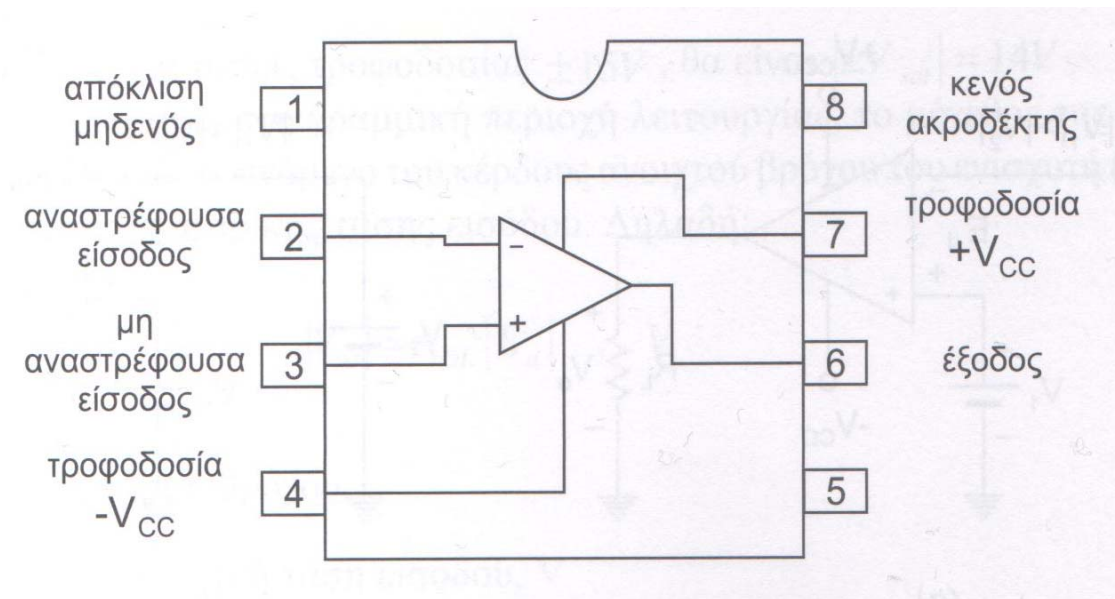 απόκλιση
μηδενός
1
αναστρέφουσα
είσοδος
2
μη
αναστρέφουσα
είσοδος
3
τροφοδοσία
-V_CC
4
−
+
8
κενός
ακροδέκτης
7
τροφοδοσία
+V_CC
6
έξοδος
5